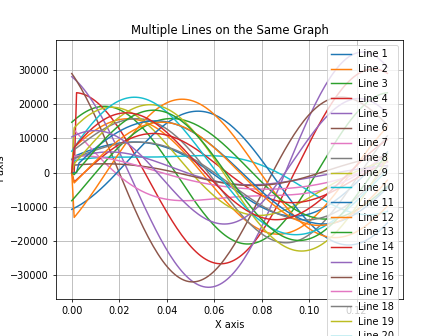 Multiple Lines on the Same Graph
30000
20000
10000
0
−10000
−20000
−30000
0.00
0.02
0.04
0.06
0.08
0.10
X axis
Line 1
Line 2
Line 3
Line 4
Line 5
Line 6
Line 7
Line 8
Line 9
Line 10
Line 11
Line 12
Line 13
Line 14
Line 15
Line 16
Line 17
Line 18
Line 19
Line 20